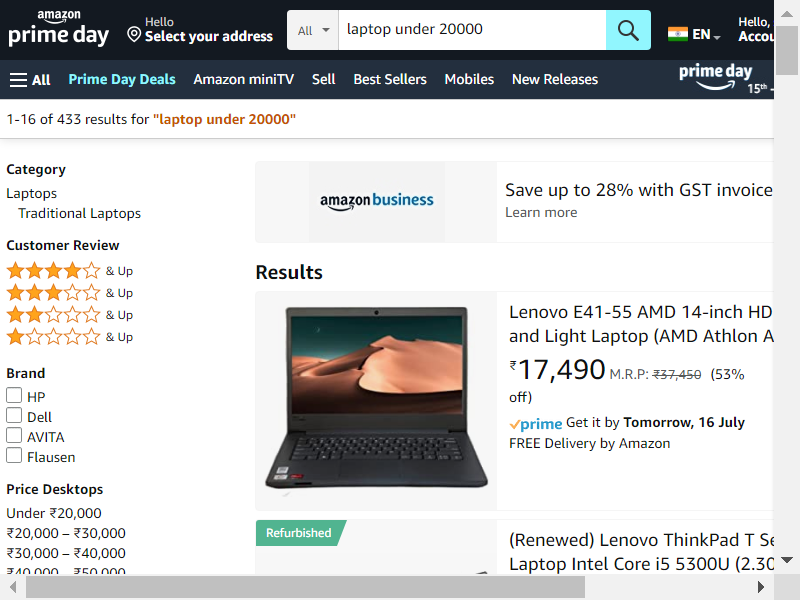 amazon
prime day
Hello
Select your address
All
laptop under 20000
EN
Hello,
Accou
All
Prime Day Deals
Amazon miniTV
Sell
Best Sellers
Mobiles
New Releases
prime day
15th -
1-16 of 433 results for "laptop under 20000"
Category
Laptops
Traditional Laptops
Customer Review
& Up
& Up
& Up
& Up
Brand
HP
Dell
AVITA
Flausen
Price Desktops
Under ₹20,000
₹20,000 – ₹30,000
₹30,000 – ₹40,000
₹40,000 – ₹50,000
amazon business
Save up to 28% with GST invoice
Learn more
Results
Lenovo E41-55 AMD 14-inch HD
and Light Laptop (AMD Athlon A
₹17,490 M.R.P: ₹37,450 (53%
off)
prime Get it by Tomorrow, 16 July
FREE Delivery by Amazon
Refurbished
(Renewed) Lenovo ThinkPad T Se
Laptop Intel Core i5 5300U (2.30